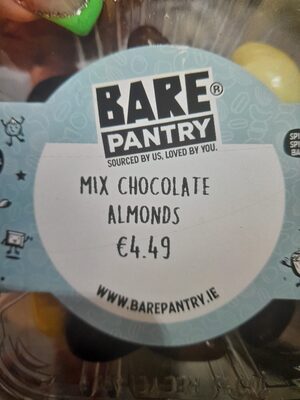 BARE®
PANTRY
SOURCED BY US, LOVED BY YOU.
MIX CHOCOLATE
ALMONDS
€4.49
WWW.BAREPANTRY.IE